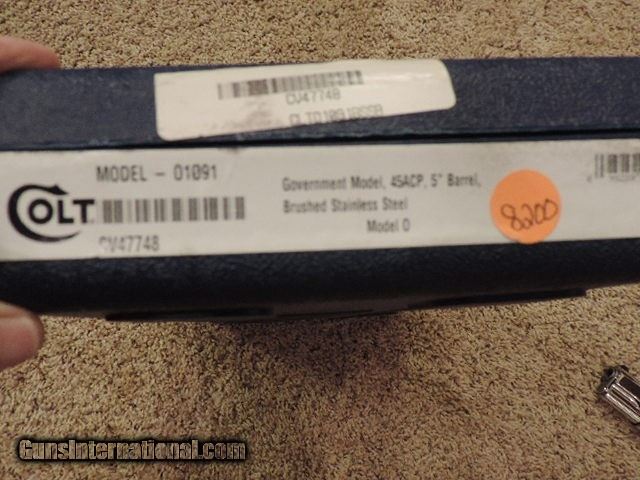 CV47748
COLT
MODEL - 01091
CV47748
Government Model, 45ACP, 5" Barrel,
Brushed Stainless Steel
Model O
8200
GunsInternational.com